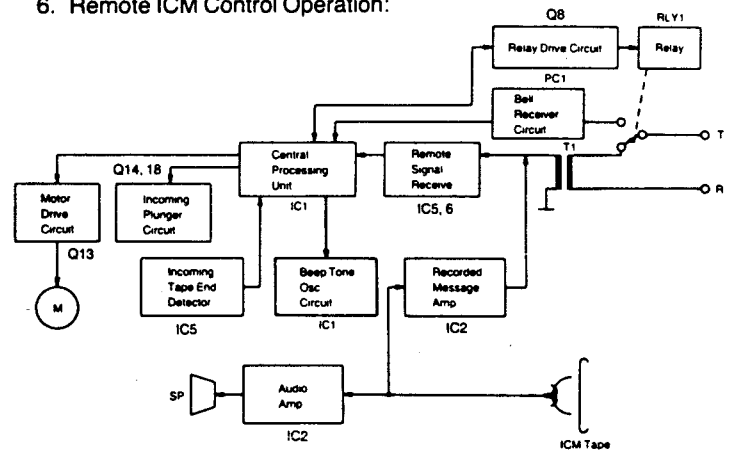 6. Remote ICM Control Operation:
Q8
RLY1
Relay Drive Circuit
Relay
PC1
Bell
Receiver
Circuit
T1
T
Q14, 18
Central
Processing
Unit
IC1
Remote
Signal
Receive
IC5, 6
R
Motor
Drive
Circuit
Q13
Incoming
Plunger
Circuit
M
Incoming
Tape End
Detector
IC5
Beep Tone
Osc
Circuit
IC1
Recorded
Message
Amp
IC2
SP
Audio
Amp
IC2
ICM Tape